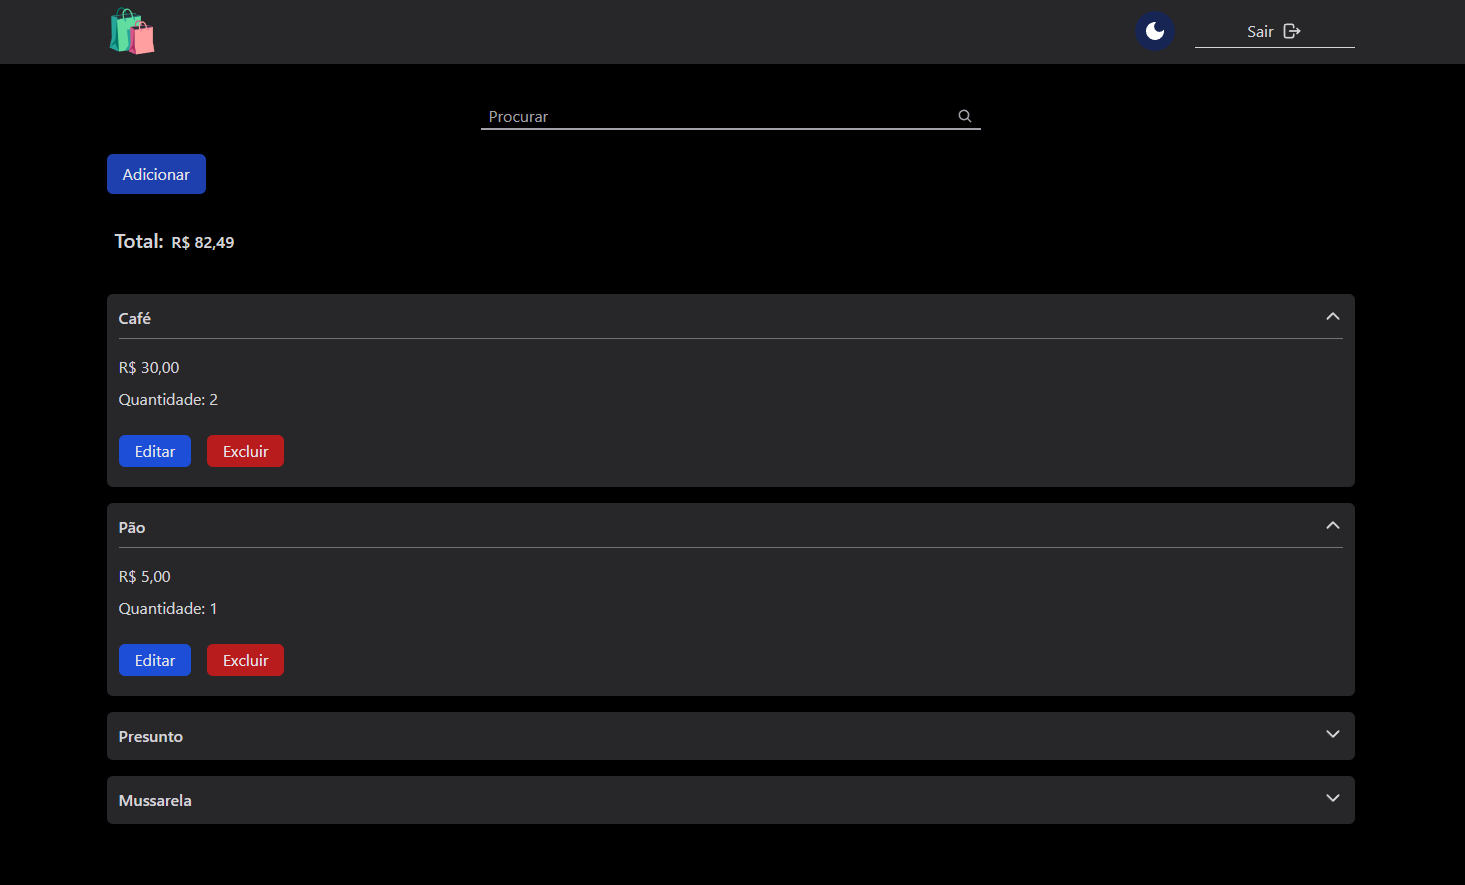 Sair
Procurar
Adicionar
Total: R$ 82,49
Café
R$ 30,00
Quantidade: 2
Editar Excluir
Pão
R$ 5,00
Quantidade: 1
Editar Excluir
Presunto
Mussarela